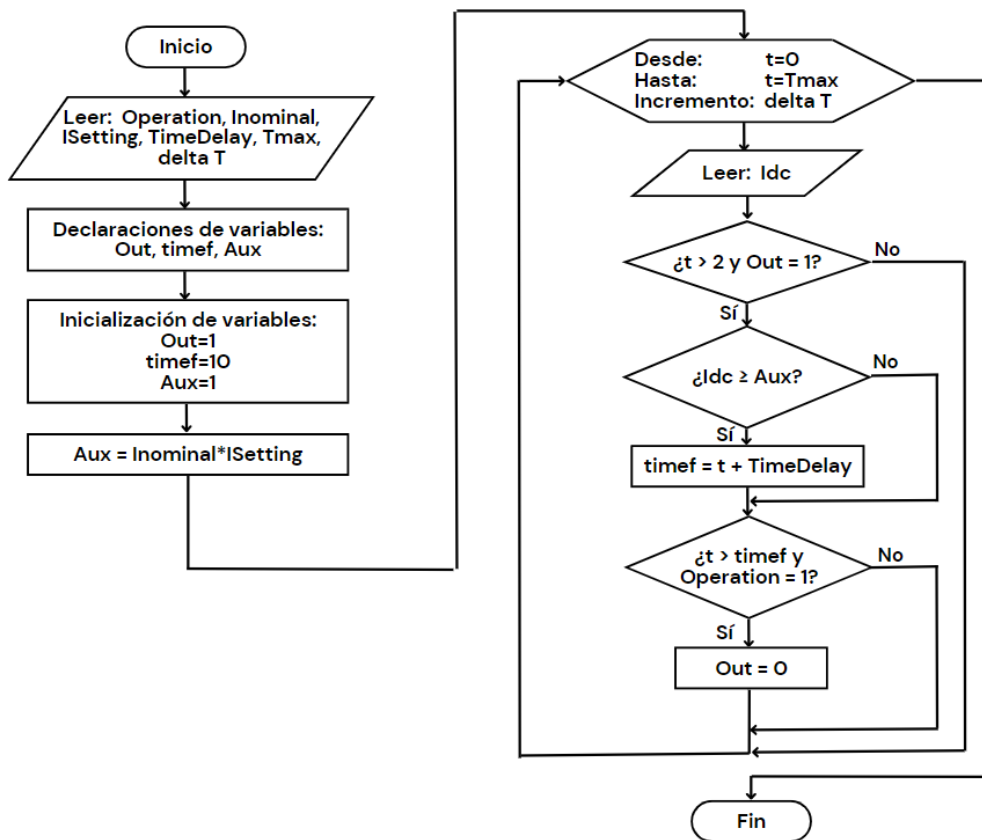 Inicio
Leer: Operation, Inominal,
ISetting, TimeDelay, Tmax,
delta T
Declaraciones de variables:
Out, timef, Aux
Inicialización de variables:
Out=1
timef=10
Aux=1
Aux = Inominal*ISetting
Desde: t=0
Hasta: t=Tmax
Incremento: delta T
Leer: Idc
¿t > 2 y Out = 1?
No
Sí
¿Idc ≥ Aux?
No
Sí
timef = t + TimeDelay
¿t > timef y
Operation = 1?
No
Sí
Out = 0
Fin